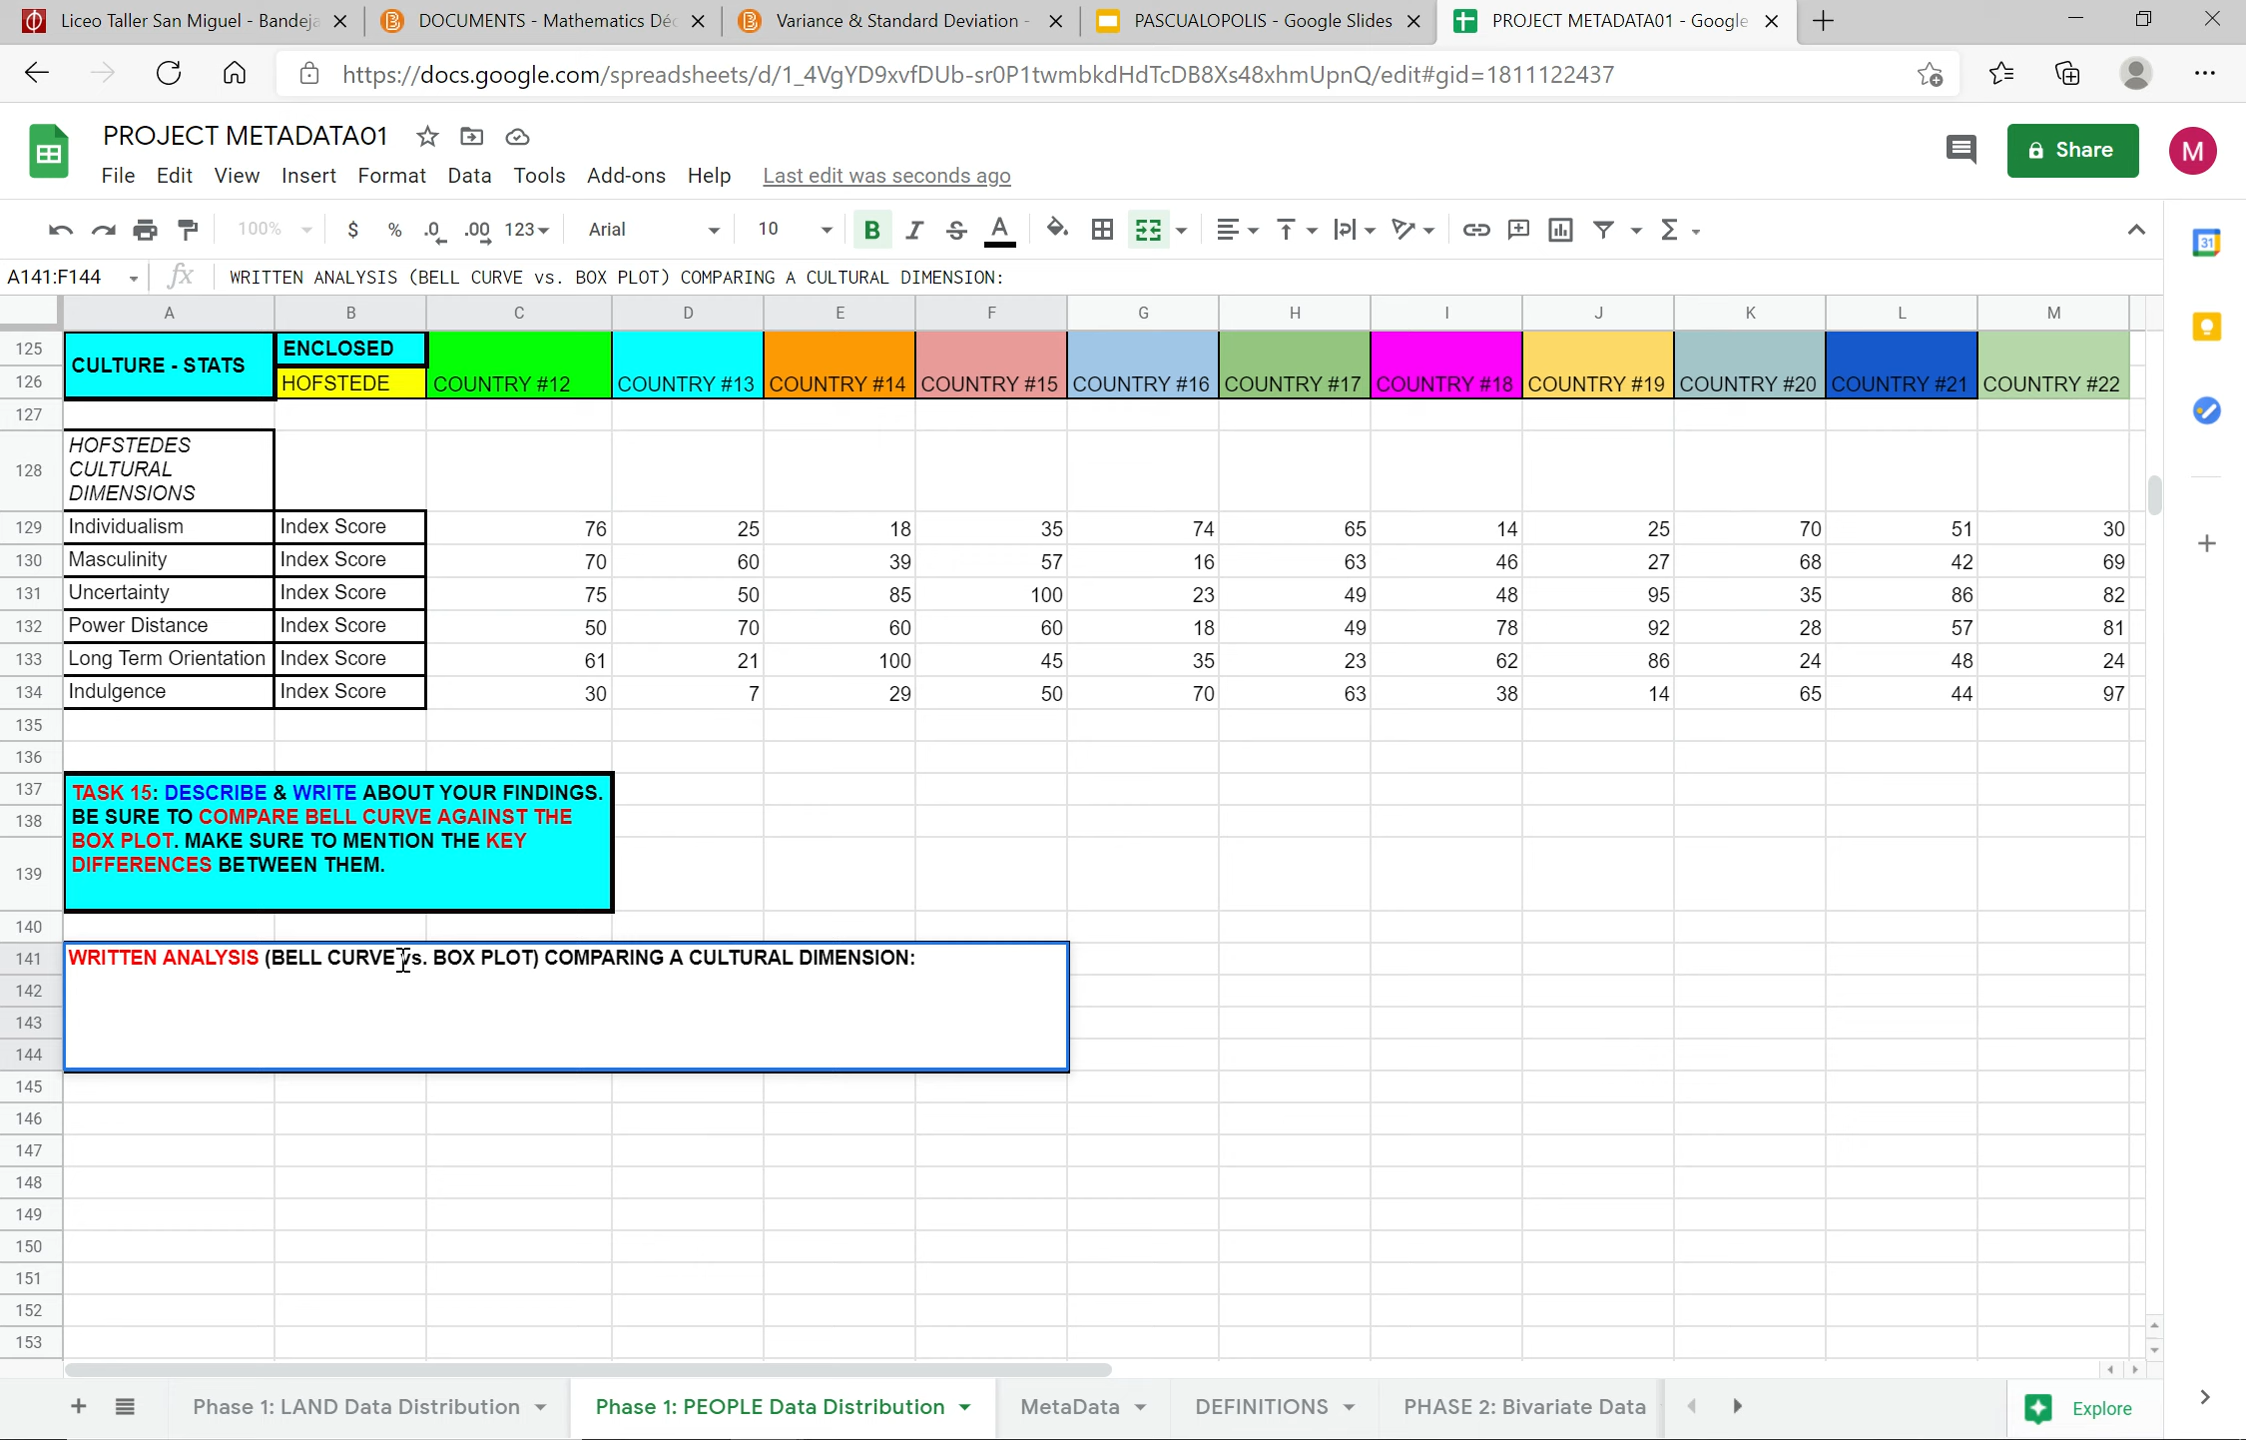 Liceo Taller San Miguel - Bandeja
DOCUMENTS - Mathematics Déc
Variance & Standard Deviation -
PASCUALOPOLIS - Google Slides
PROJECT METADATA01 - Google
https://docs.google.com/spreadsheets/d/1_4VgYD9xvfDUb-sr0P1twmbkdHdTcDB8Xs48xhmUpnQ/edit#gid=1811122437
PROJECT METADATA01
Share
M
File Edit View Insert Format Data Tools Add-ons Help Last edit was seconds ago
100% $ % .0 .00 123 Arial 10 B I S A Σ
31
A141:F144 fx WRITTEN ANALYSIS (BELL CURVE vs. BOX PLOT) COMPARING A CULTURAL DIMENSION:
A B C D E F G H I J K L M
125 CULTURE - STATS ENCLOSED
126 HOFSTEDE COUNTRY #12 COUNTRY #13 COUNTRY #14 COUNTRY #15 COUNTRY #16 COUNTRY #17 COUNTRY #18 COUNTRY #19 COUNTRY #20 COUNTRY #21 COUNTRY #22
127
128 HOFSTEDES
CULTURAL
DIMENSIONS
129 Individualism Index Score 76 25 18 35 74 65 14 25 70 51 30
130 Masculinity Index Score 70 60 39 57 16 63 46 27 68 42 69
131 Uncertainty Index Score 75 50 85 100 23 49 48 95 35 86 82
132 Power Distance Index Score 50 70 60 60 18 49 78 92 28 57 81
133 Long Term Orientation Index Score 61 21 100 45 35 23 62 86 24 48 24
134 Indulgence Index Score 30 7 29 50 70 63 38 14 65 44 97
135
136
137 TASK 15: DESCRIBE & WRITE ABOUT YOUR FINDINGS.
138 BE SURE TO COMPARE BELL CURVE AGAINST THE
BOX PLOT. MAKE SURE TO MENTION THE KEY
139 DIFFERENCES BETWEEN THEM.
140
141 WRITTEN ANALYSIS (BELL CURVE vs. BOX PLOT) COMPARING A CULTURAL DIMENSION:
142
143
144
145
146
147
148
149
150
151
152
153
Phase 1: LAND Data Distribution
Phase 1: PEOPLE Data Distribution
MetaData
DEFINITIONS
PHASE 2: Bivariate Data
Explore